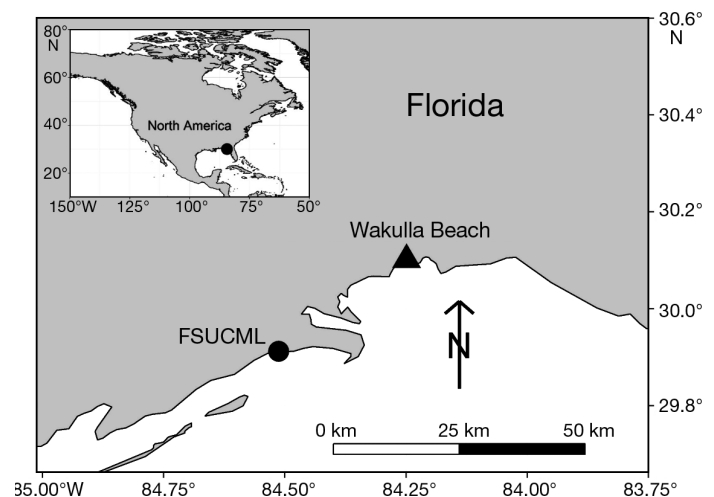 80°
N
60°
40°
20°
North America
150°W 125° 100° 75° 50°
Florida
Wakulla Beach
FSUCML
N
0 km 25 km 50 km
30.6°
N
30.4°
30.2°
30.0°
29.8°
85.00°W 84.75° 84.50° 84.25° 84.00° 83.75°